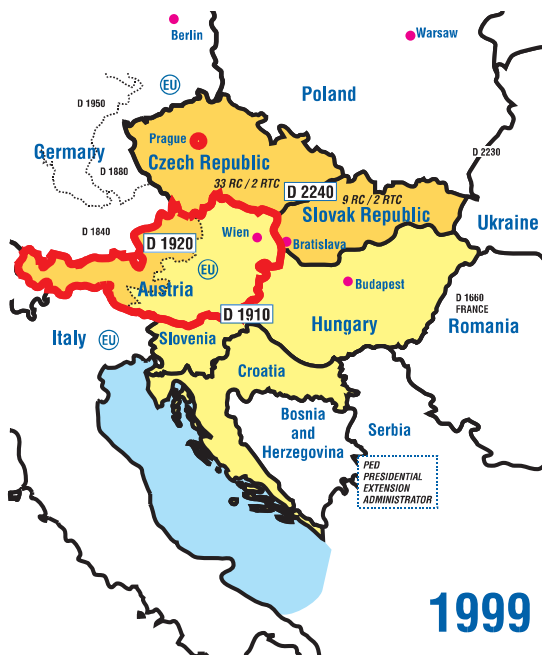 Berlin
Warsaw
EU
D 1950
Poland
Prague
Germany
Czech Republic
D 2230
D 1880
33 RC / 2 RTC
D 2240
9 RC / 2 RTC
Slovak Republic
Ukraine
D 1840
D 1920
Wien
Bratislava
EU
Austria
Budapest
D 1660
FRANCE
D 1910
Hungary
Romania
Italy
EU
Slovenia
Croatia
Bosnia
and
Herzegovina
Serbia
PED
PRESIDENTIAL
EXTENSION
ADMINISTRATOR
1999